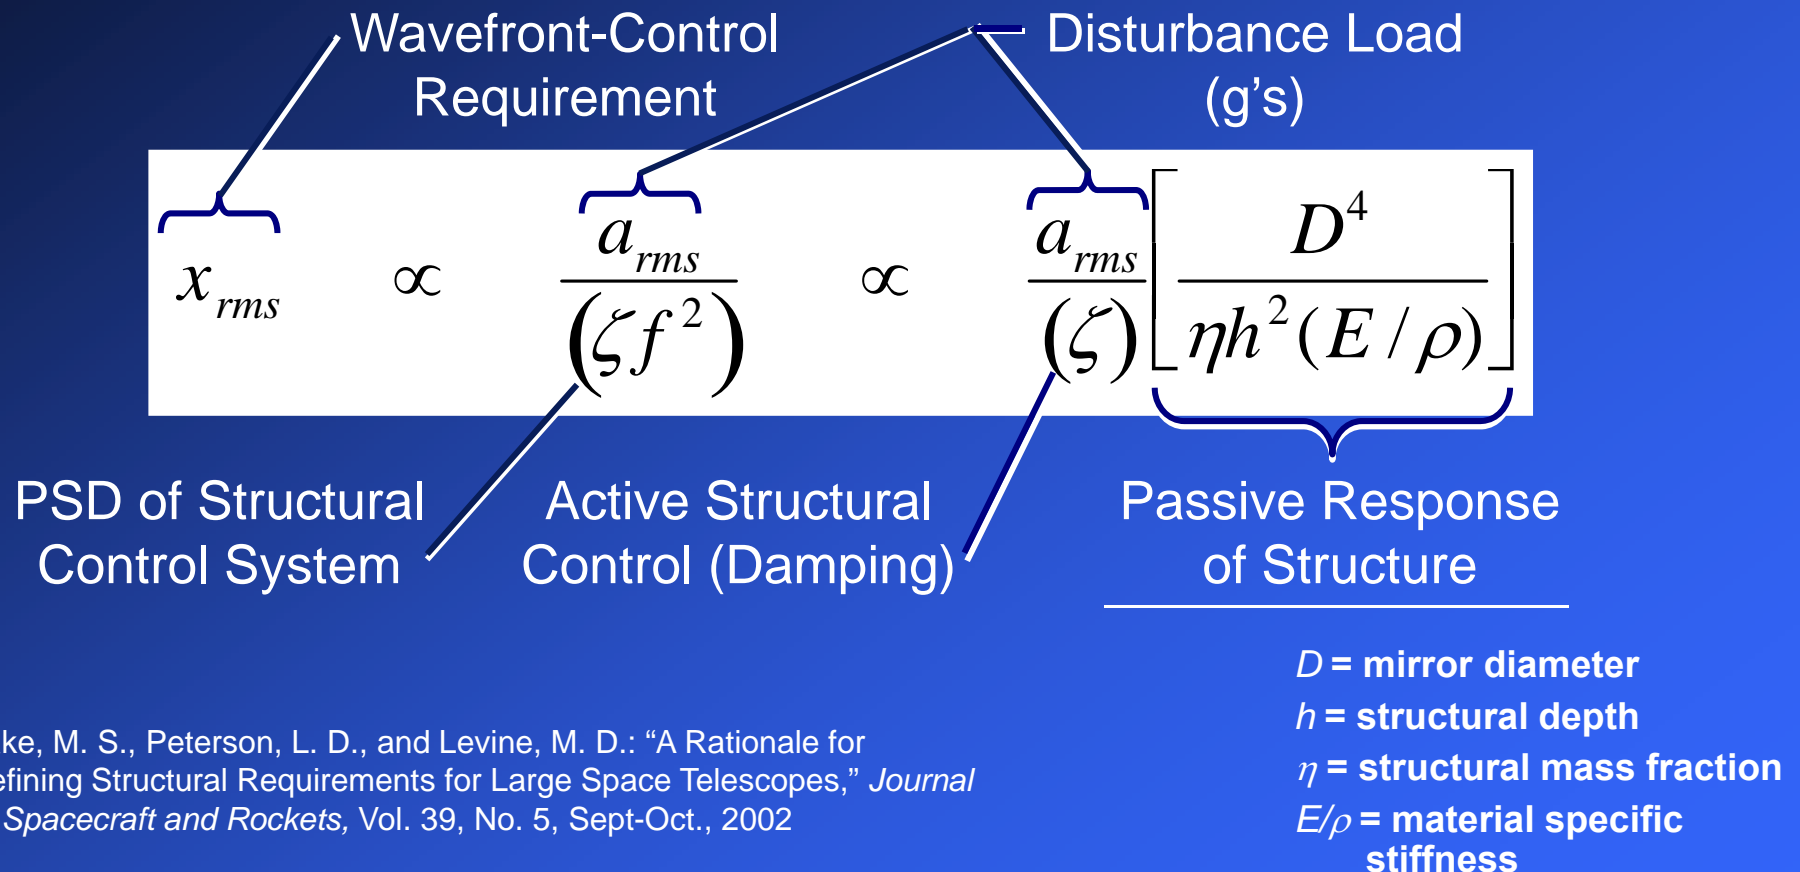 Wavefront-Control
Requirement
Disturbance Load
(g's)
x_rms ∝ a_rms / (ζf²) ∝ a_rms / (ζ) [D⁴ / ηh²(E/ρ)]
PSD of Structural
Control System
Active Structural
Control (Damping)
Passive Response
of Structure
D = mirror diameter
h = structural depth
η = structural mass fraction
E/ρ = material specific
stiffness
ke, M. S., Peterson, L. D., and Levine, M. D.: “A Rationale for
efining Structural Requirements for Large Space Telescopes,” Journal
Spacecraft and Rockets, Vol. 39, No. 5, Sept-Oct., 2002